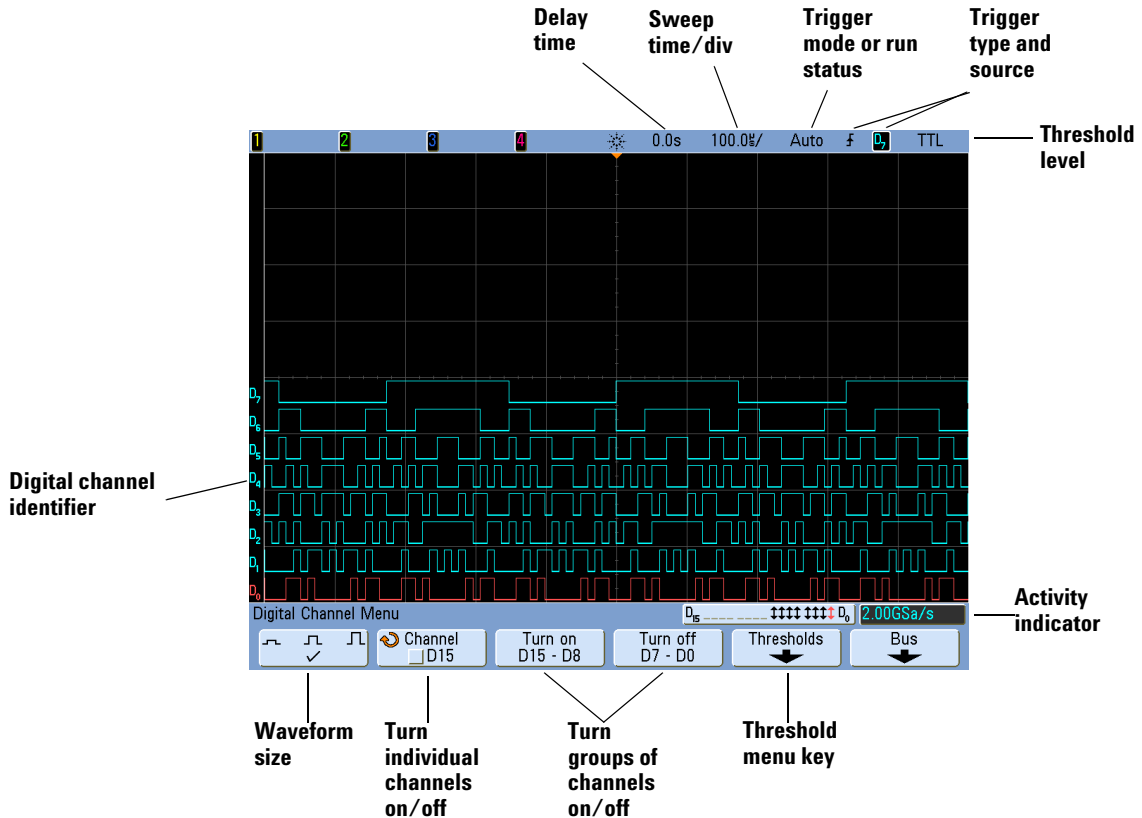 Delay
time
Sweep
time/div
Trigger
mode or run
status
Trigger
type and
source
1 2 3 4 0.0s 100.0µs/ Auto D7 TTL
Threshold
level
D7
D6
D5
D4
D3
D2
D1
D0
Digital channel
identifier
Digital Channel Menu D15 D0 2.00GSa/s
Activity
indicator
Channel
D15
Turn on
D15 - D8
Turn off
D7 - D0
Thresholds
Bus
Waveform
size
Turn
individual
channels
on/off
Turn
groups of
channels
on/off
Threshold
menu key